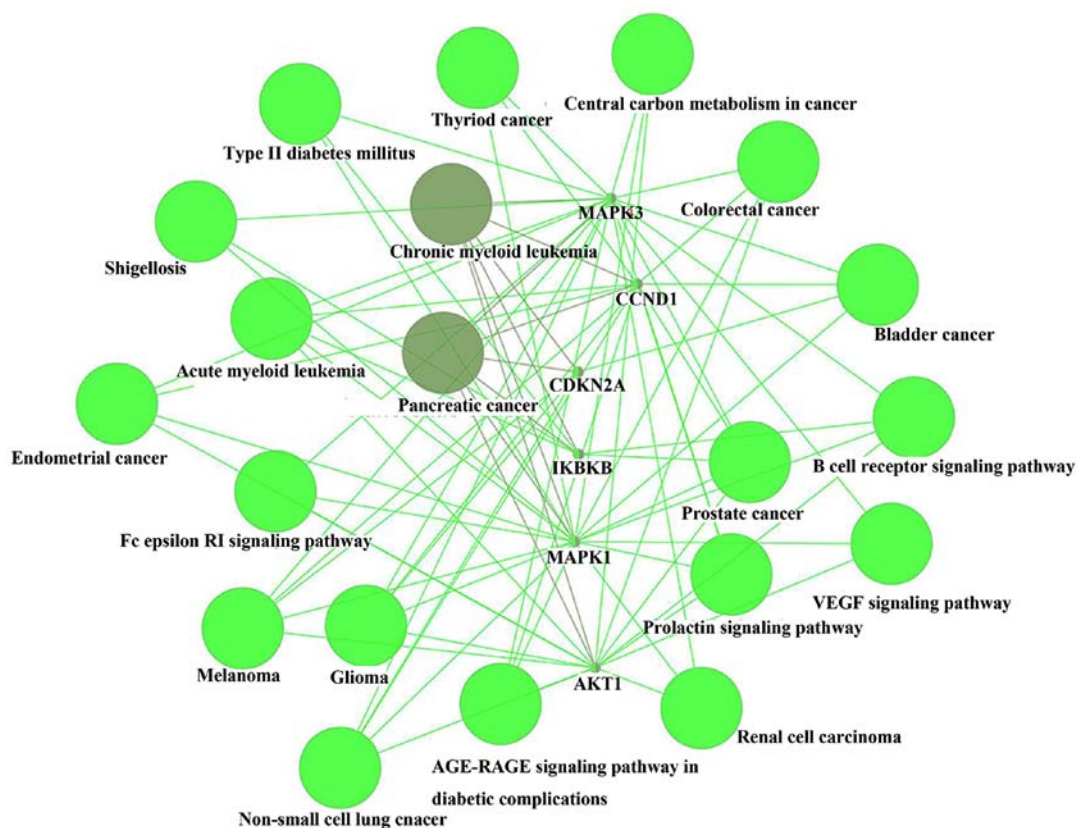 Central carbon metabolism in cancer
Thyriod cancer
Type II diabetes millitus
MAPK3
Colorectal cancer
Chronic myeloid leukemia
Shigellosis
CCND1
Bladder cancer
Acute myeloid leukemia
CDKN2A
Pancreatic cancer
Endometrial cancer
IKBKB
B cell receptor signaling pathway
Prostate cancer
Fc epsilon RI signaling pathway
MAPK1
VEGF signaling pathway
Prolactin signaling pathway
Melanoma
Glioma
AKT1
Renal cell carcinoma
AGE-RAGE signaling pathway in
diabetic complications
Non-small cell lung cnacer